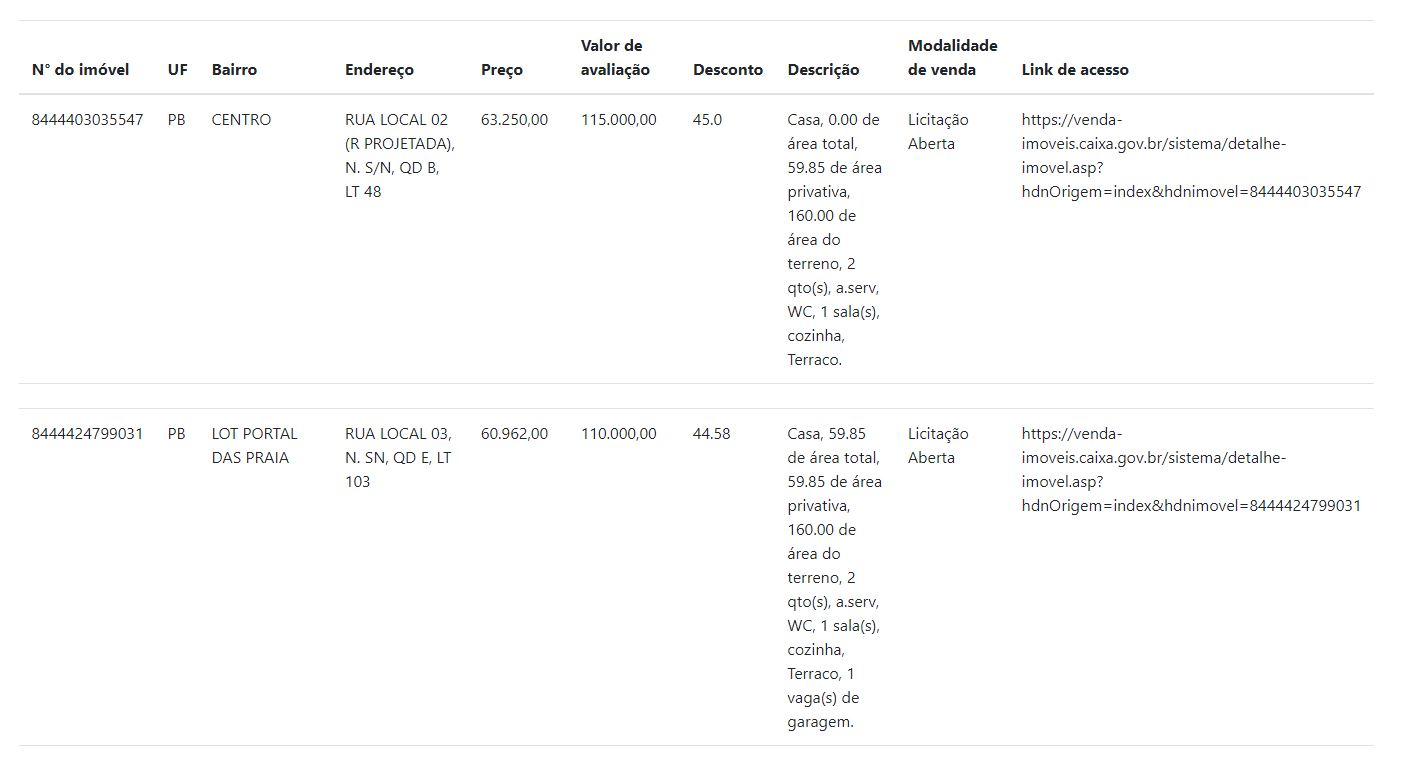 N° do imóvel UF Bairro Endereço Preço Valor de avaliação Desconto Descrição Modalidade de venda Link de acesso
8444403035547 PB CENTRO RUA LOCAL 02 63.250,00 115.000,00 45.0 Casa, 0.00 de Licitação https://venda-
(R PROJETADA), área total, Aberta imoveis.caixa.gov.br/sistema/detalhe-
N. S/N, QD B, 59.85 de área imovel.asp?
LT 48 privativa, hdnOrigem=index&hdnimovel=8444403035547
160.00 de
área do
terreno, 2
qto(s), a.serv,
WC, 1 sala(s),
cozinha,
Terraco.
8444424799031 PB LOT PORTAL RUA LOCAL 03, 60.962,00 110.000,00 44.58 Casa, 59.85 Licitação https://venda-
DAS PRAIA N. SN, QD E, LT de área total, Aberta imoveis.caixa.gov.br/sistema/detalhe-
103 59.85 de área imovel.asp?
privativa, hdnOrigem=index&hdnimovel=8444424799031
160.00 de
área do
terreno, 2
qto(s), a.serv,
WC, 1 sala(s),
cozinha,
Terraco, 1
vaga(s) de
garagem.